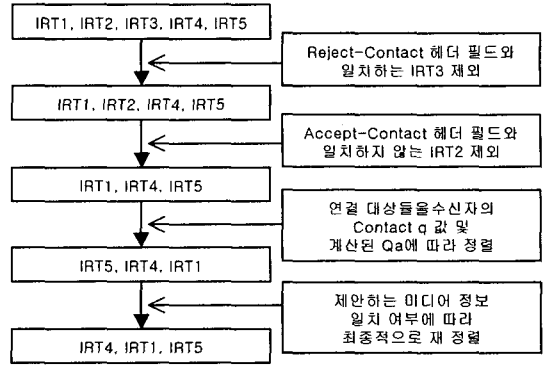 IRT1, IRT2, IRT3, IRT4, IRT5
Reject-Contact 헤더 필드와
일치하는 IRT3 제외
IRT1, IRT2, IRT4, IRT5
Accept-Contact 헤더 필드와
일치하지 않는 IRT2 제외
IRT1, IRT4, IRT5
연결 대상들올수신자의
Contact q 값 및
계산된 Qa에 따라 정렬
IRT5, IRT4, IRT1
제안하는 미디어 정보
일치 여부에 따라
최종적으로 재 정렬
IRT4, IRT1, IRT5